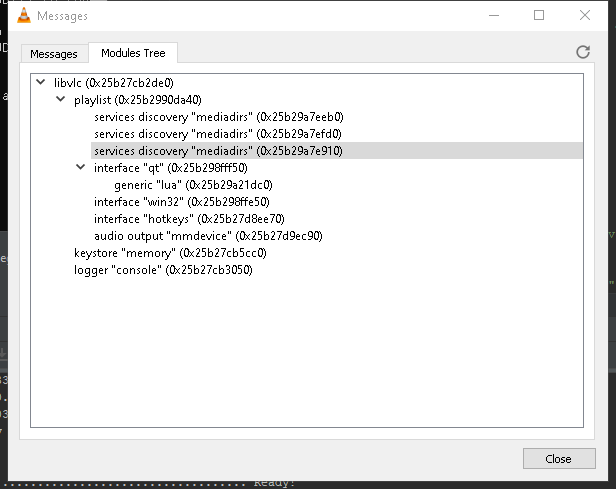 Messages
Messages
Modules Tree
libvlc (0x25b27cb2de0)
playlist (0x25b2990da40)
services discovery "mediadirs" (0x25b29a7eeb0)
services discovery "mediadirs" (0x25b29a7efd0)
services discovery "mediadirs" (0x25b29a7e910)
interface "qt" (0x25b298fff50)
generic "lua" (0x25b29a21dc0)
interface "win32" (0x25b298ffe50)
interface "hotkeys" (0x25b27d8ee70)
audio output "mmdevice" (0x25b27d9ec90)
keystore "memory" (0x25b27cb5cc0)
logger "console" (0x25b27cb3050)
Close
Ready!